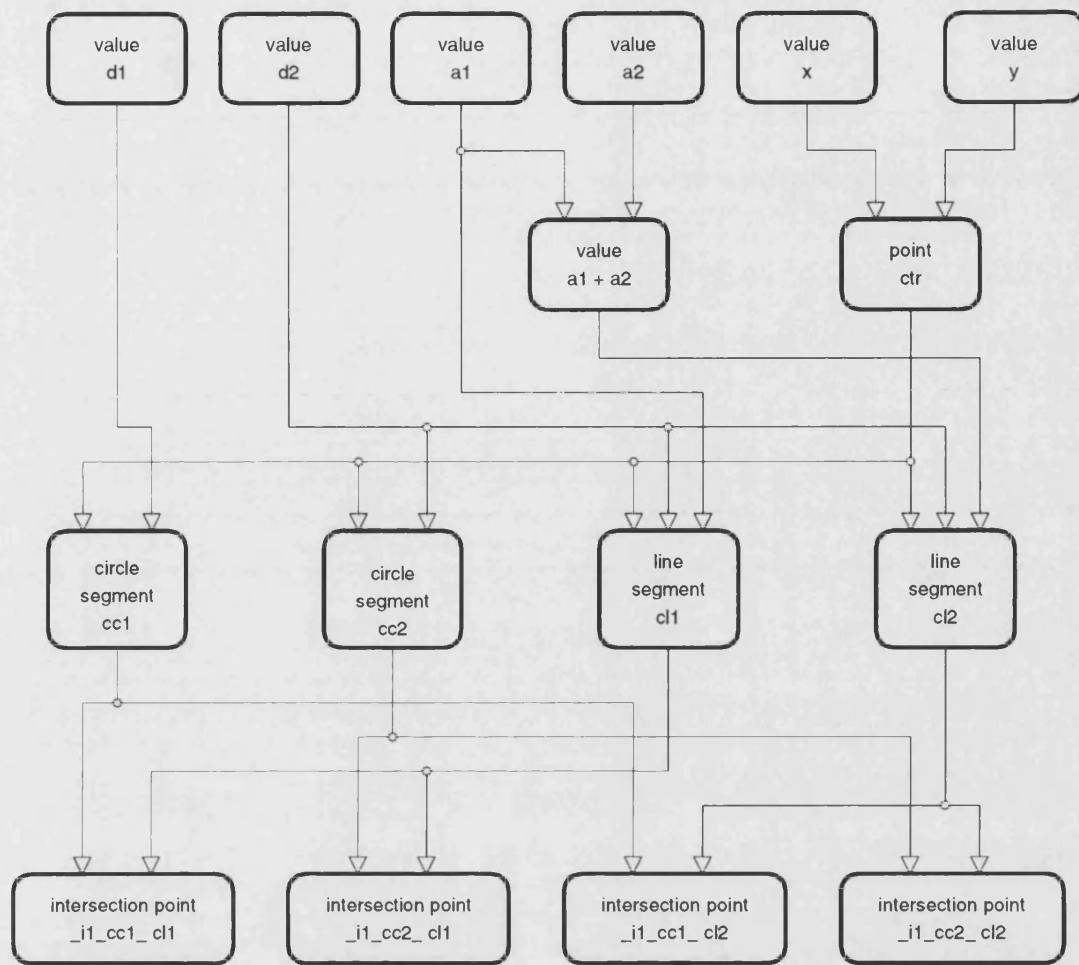 value
d1
value
d2
value
a1
value
a2
value
x
value
y
value
a1 + a2
point
ctr
circle
segment
cc1
circle
segment
cc2
line
segment
cl1
line
segment
cl2
intersection point
_i1_cc1_ cl1
intersection point
_i1_cc2_ cl1
intersection point
_i1_cc1_ cl2
intersection point
_i1_cc2_ cl2